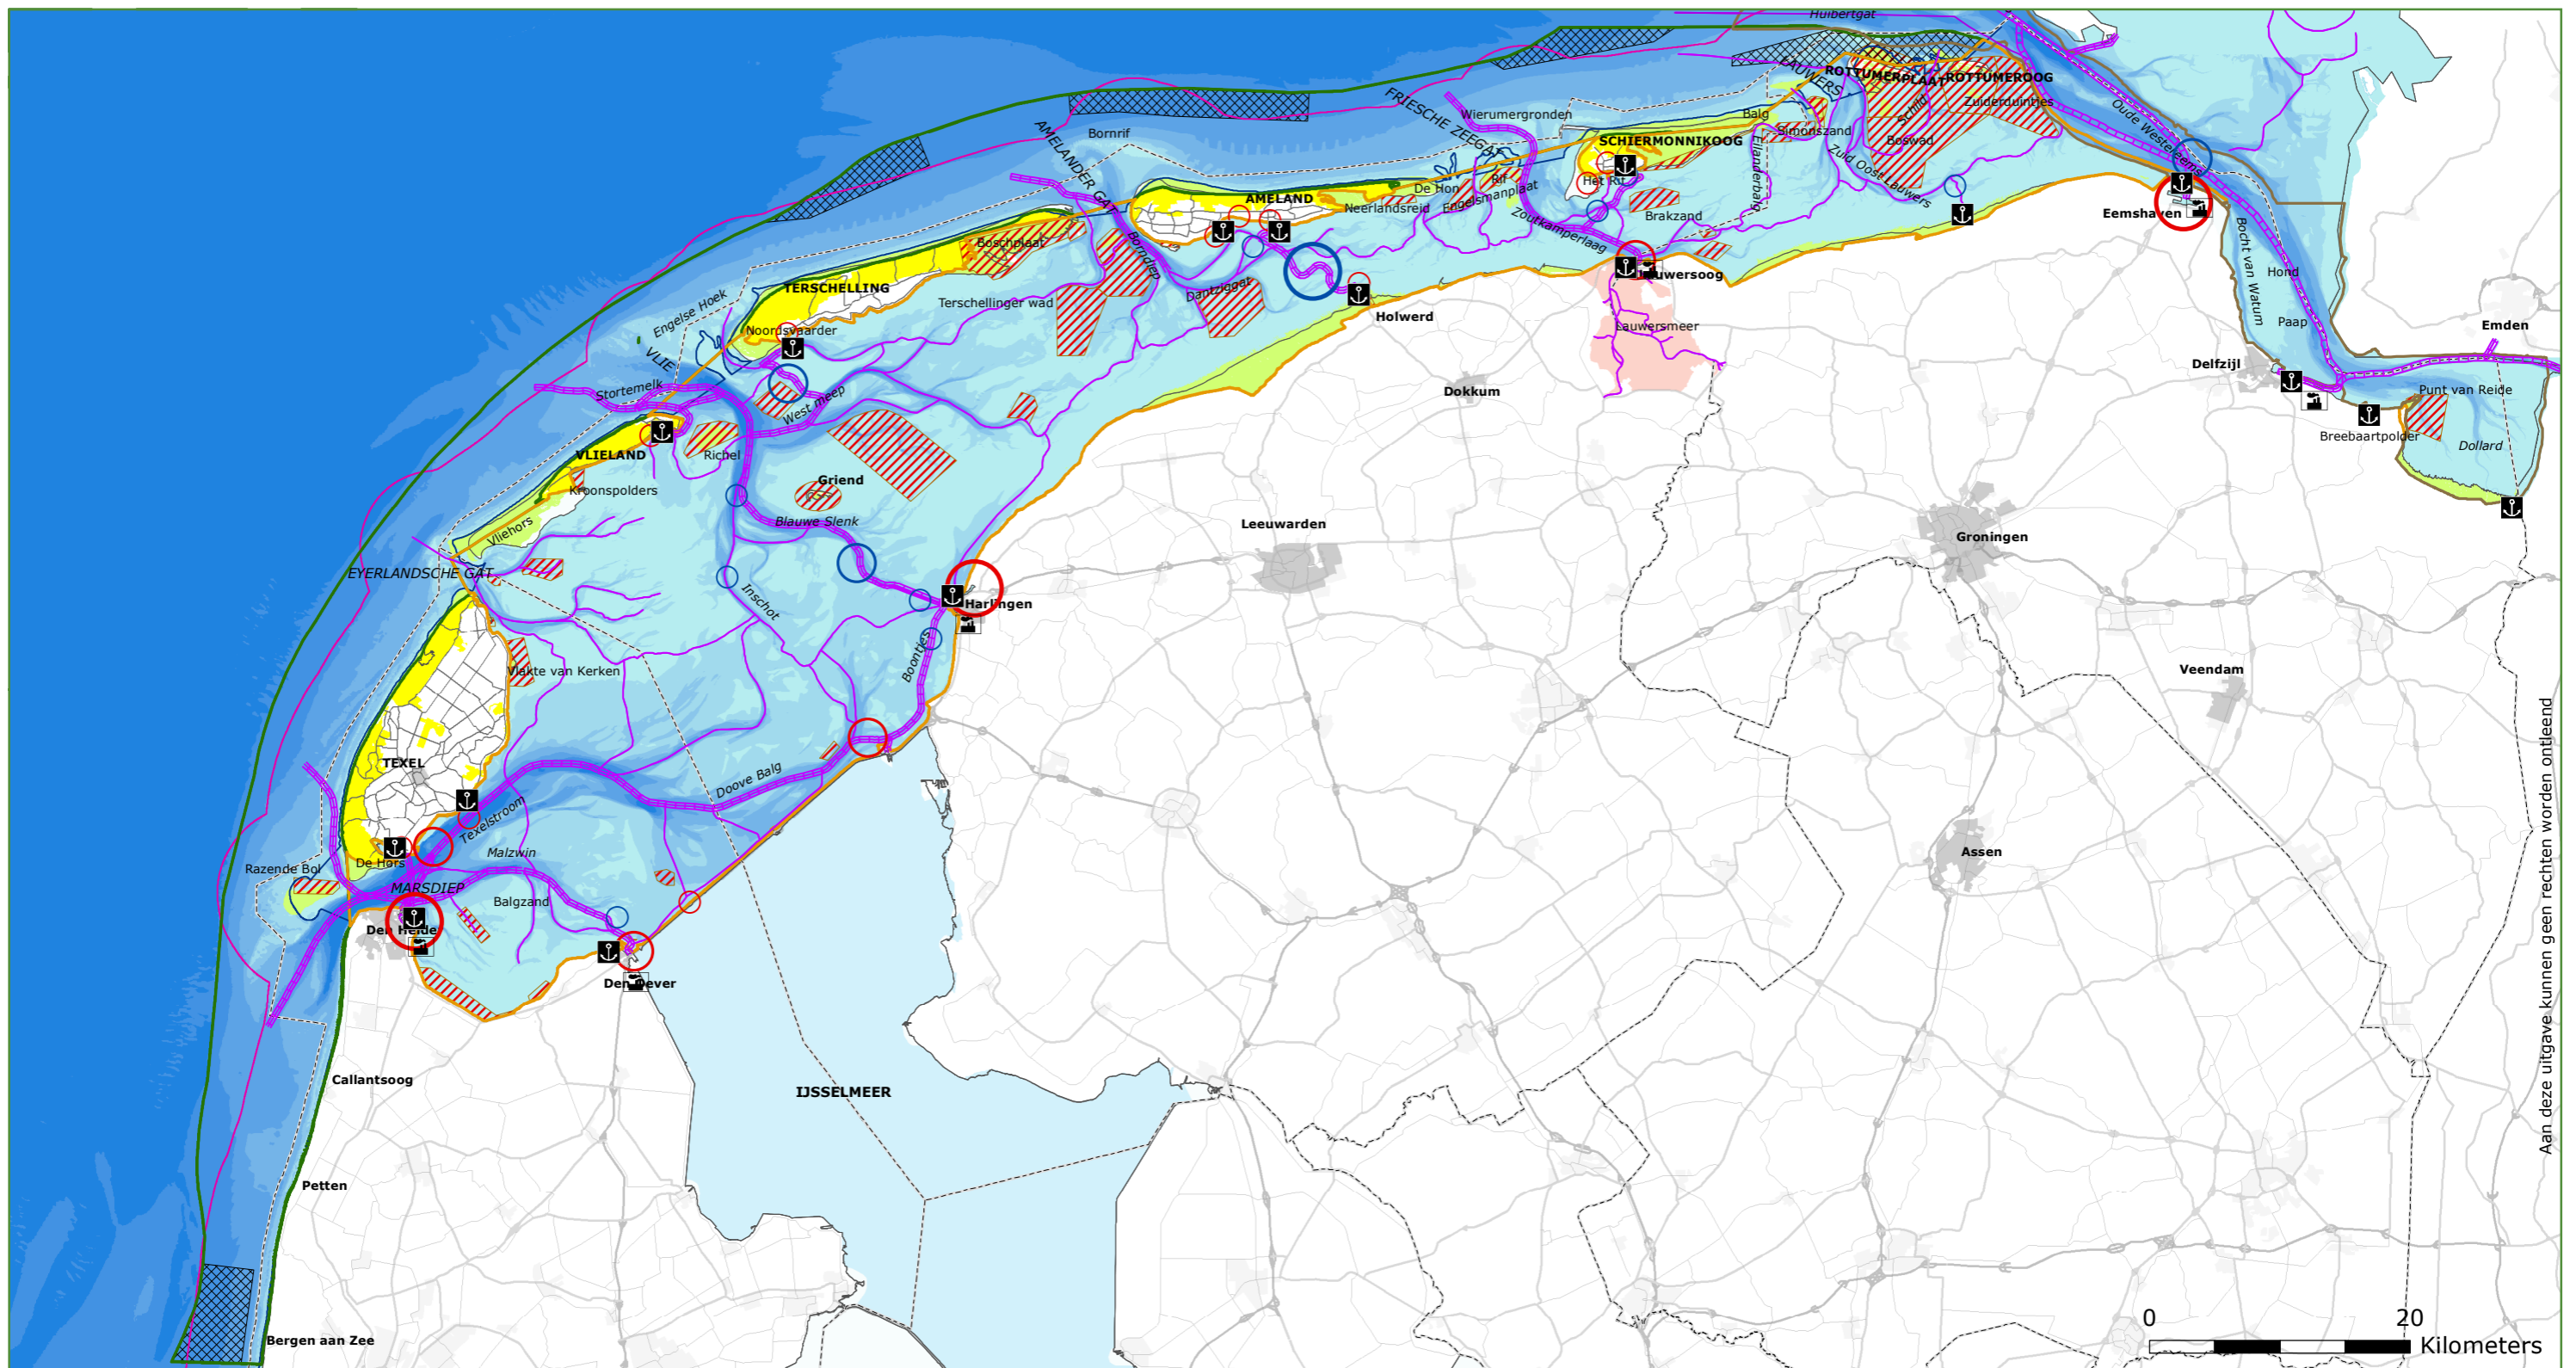 Huibertgat
LAUWERS
ROTTUMERPLAAT
ROTTUMEROOG
Schild
Zuiderduintjes
Boswad
Oude Westereems
FRIESCHE ZEEGAT
Wierumergronden
Balg
Simonszand
SCHIERMONNIKOOG
Eilanderbalg
Zuid Oost Lauwers
Bornrif
AMELANDER GAT
Het Rif
Rif
Engelsmanplaat
De Hon
AMELAND
Neerlandsreid
Brakzand
Zoutkamperlaag
Eemshaven
Bocht van Watum
Boschplaat
Borndiep
Hond
TERSCHELLING
Terschellinger wad
Dantziggat
Lauwersoog
Engelse Hoek
Noordsvaarder
Holwerd
Lauwersmeer
Paap
Emden
VLIE
Delfzijl
Stortemelk
West meep
Dokkum
Punt van Reide
Breebaartpolder
Dollard
VLIELAND
Richel
Griend
Kroonspolders
Blauwe Slenk
Leeuwarden
Groningen
Vliehors
EYERLANDSCHE GAT
Inschot
Harlingen
Boontjes
Vlakte van Kerken
Veendam
TEXEL
Doove Balg
Texelstroom
Malzwin
De Hors
Razende Bol
MARSDIEP
Balgzand
Assen
Den Helder
Den Oever
Callantsoog
IJSSELMEER
Petten
Bergen aan Zee
Aan deze uitgave kunnen geen rechten worden ontleend
0 20
Kilometers